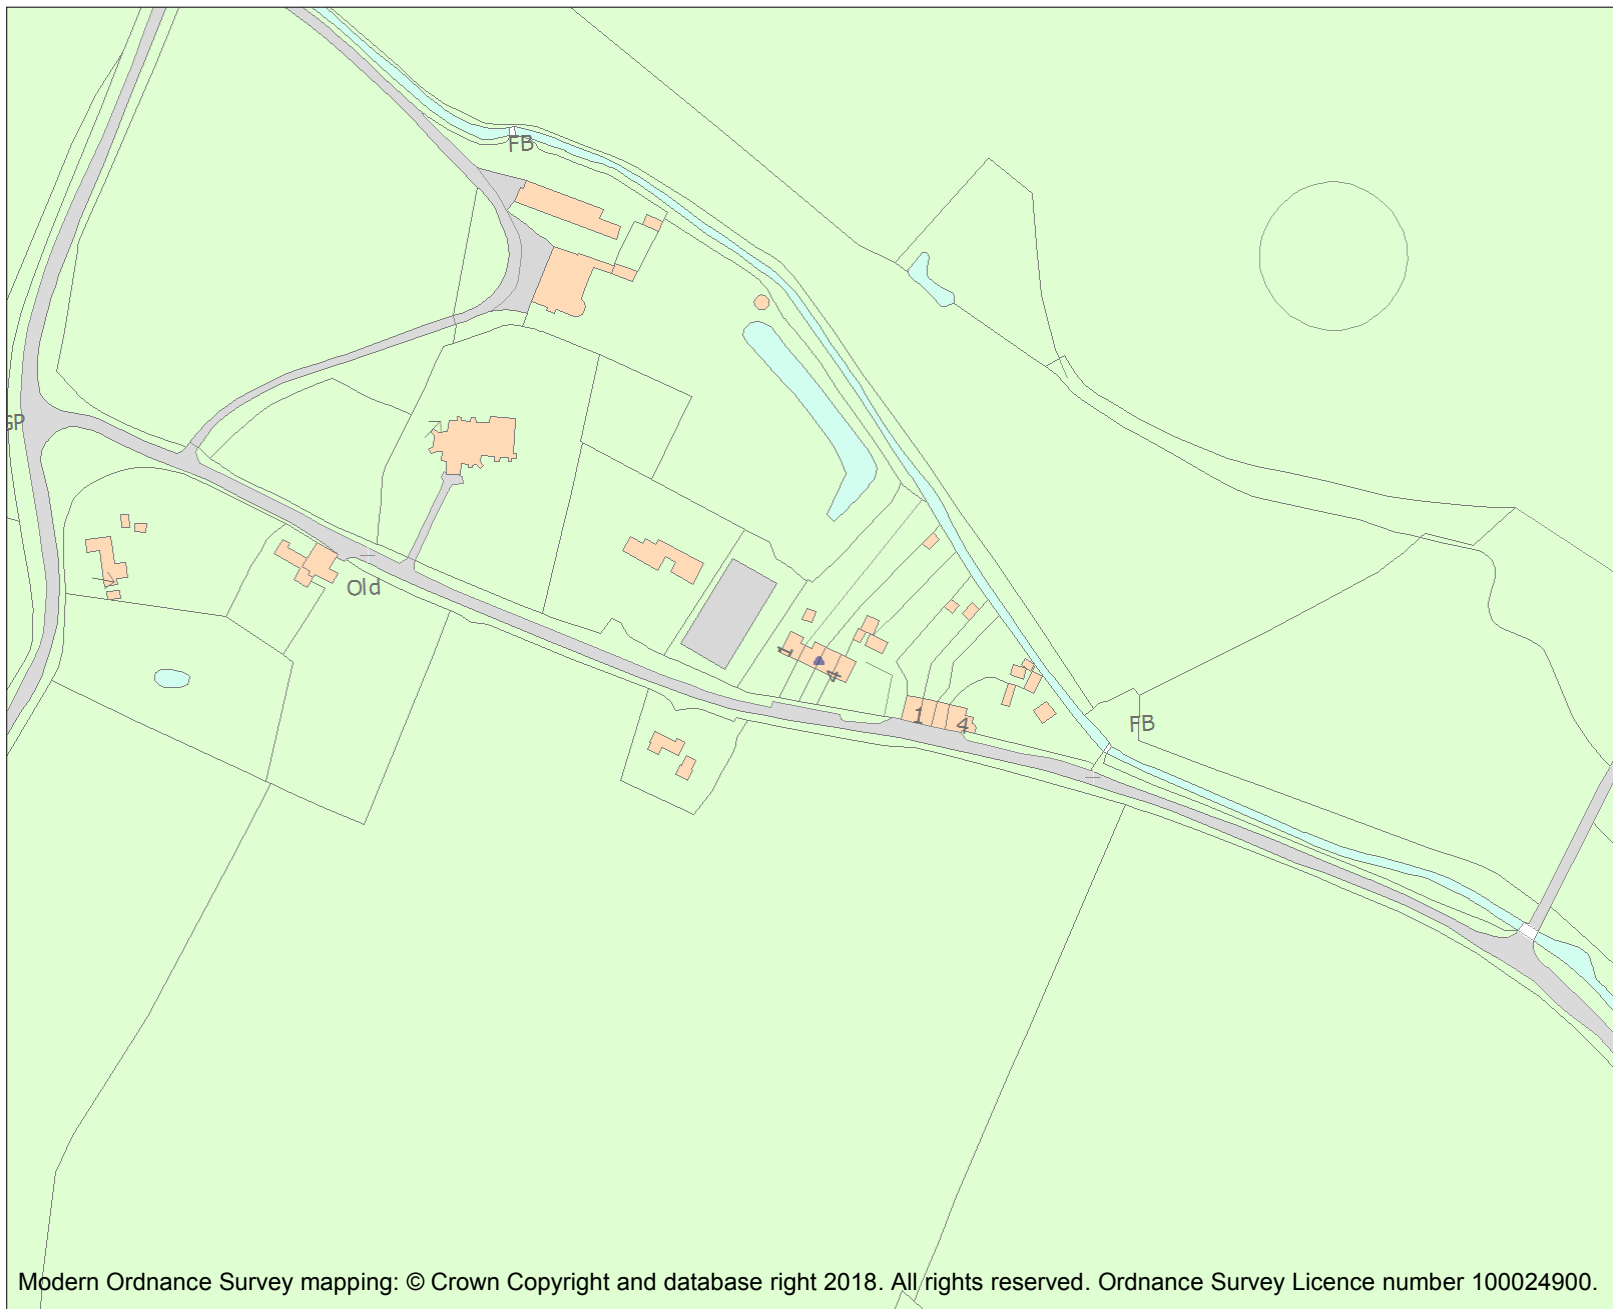 FB
GP
Old
1
4
1
4
FB
Modern Ordnance Survey mapping: © Crown Copyright and database right 2018. All rights reserved. Ordnance Survey Licence number 100024900.